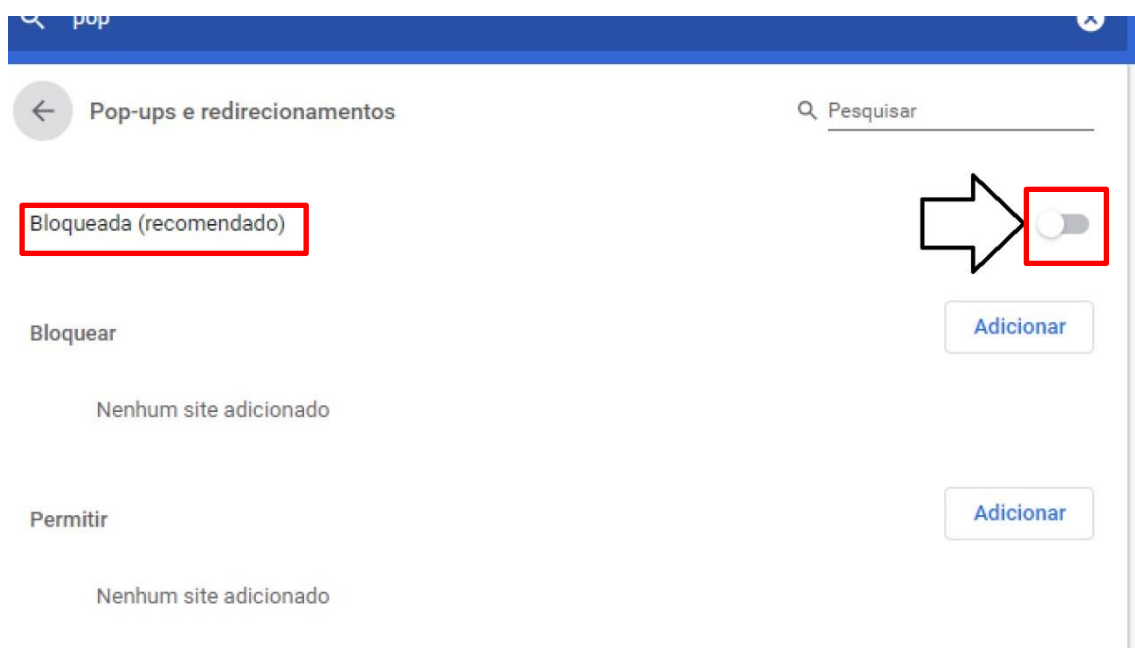 pop
Pop-ups e redirecionamentos
Pesquisar
Bloqueada (recomendado)
Bloquear
Adicionar
Nenhum site adicionado
Permitir
Adicionar
Nenhum site adicionado